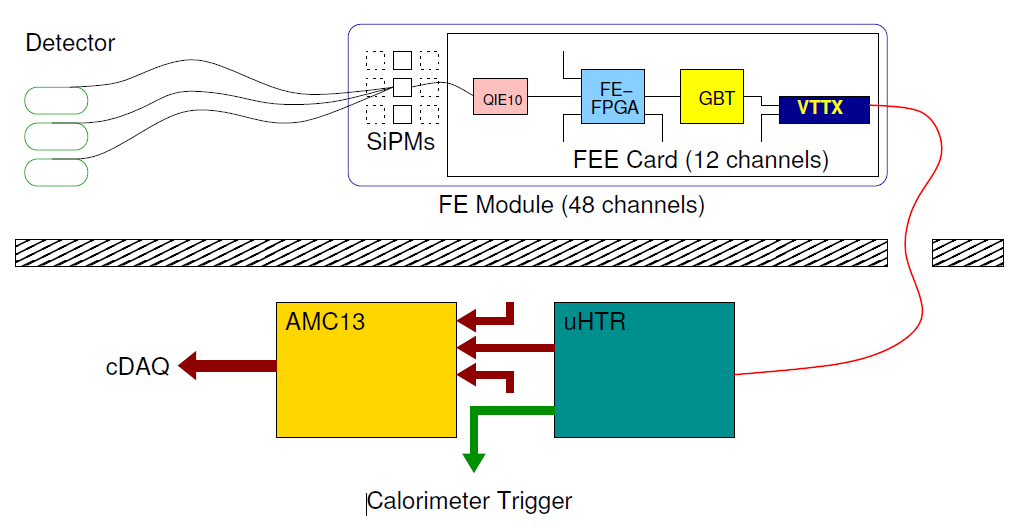 Detector
SiPMs
QIE10
FE–
FPGA
GBT
VTTX
FEE Card (12 channels)
FE Module (48 channels)
AMC13
uHTR
cDAQ
Calorimeter Trigger